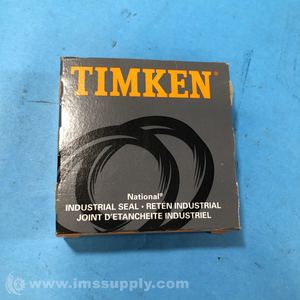 TIMKEN®
National®
INDUSTRIAL SEAL • RETEN INDUSTRIAL
JOINT D'ETANCHEITE INDUSTRIEL
© www.imssupply.com